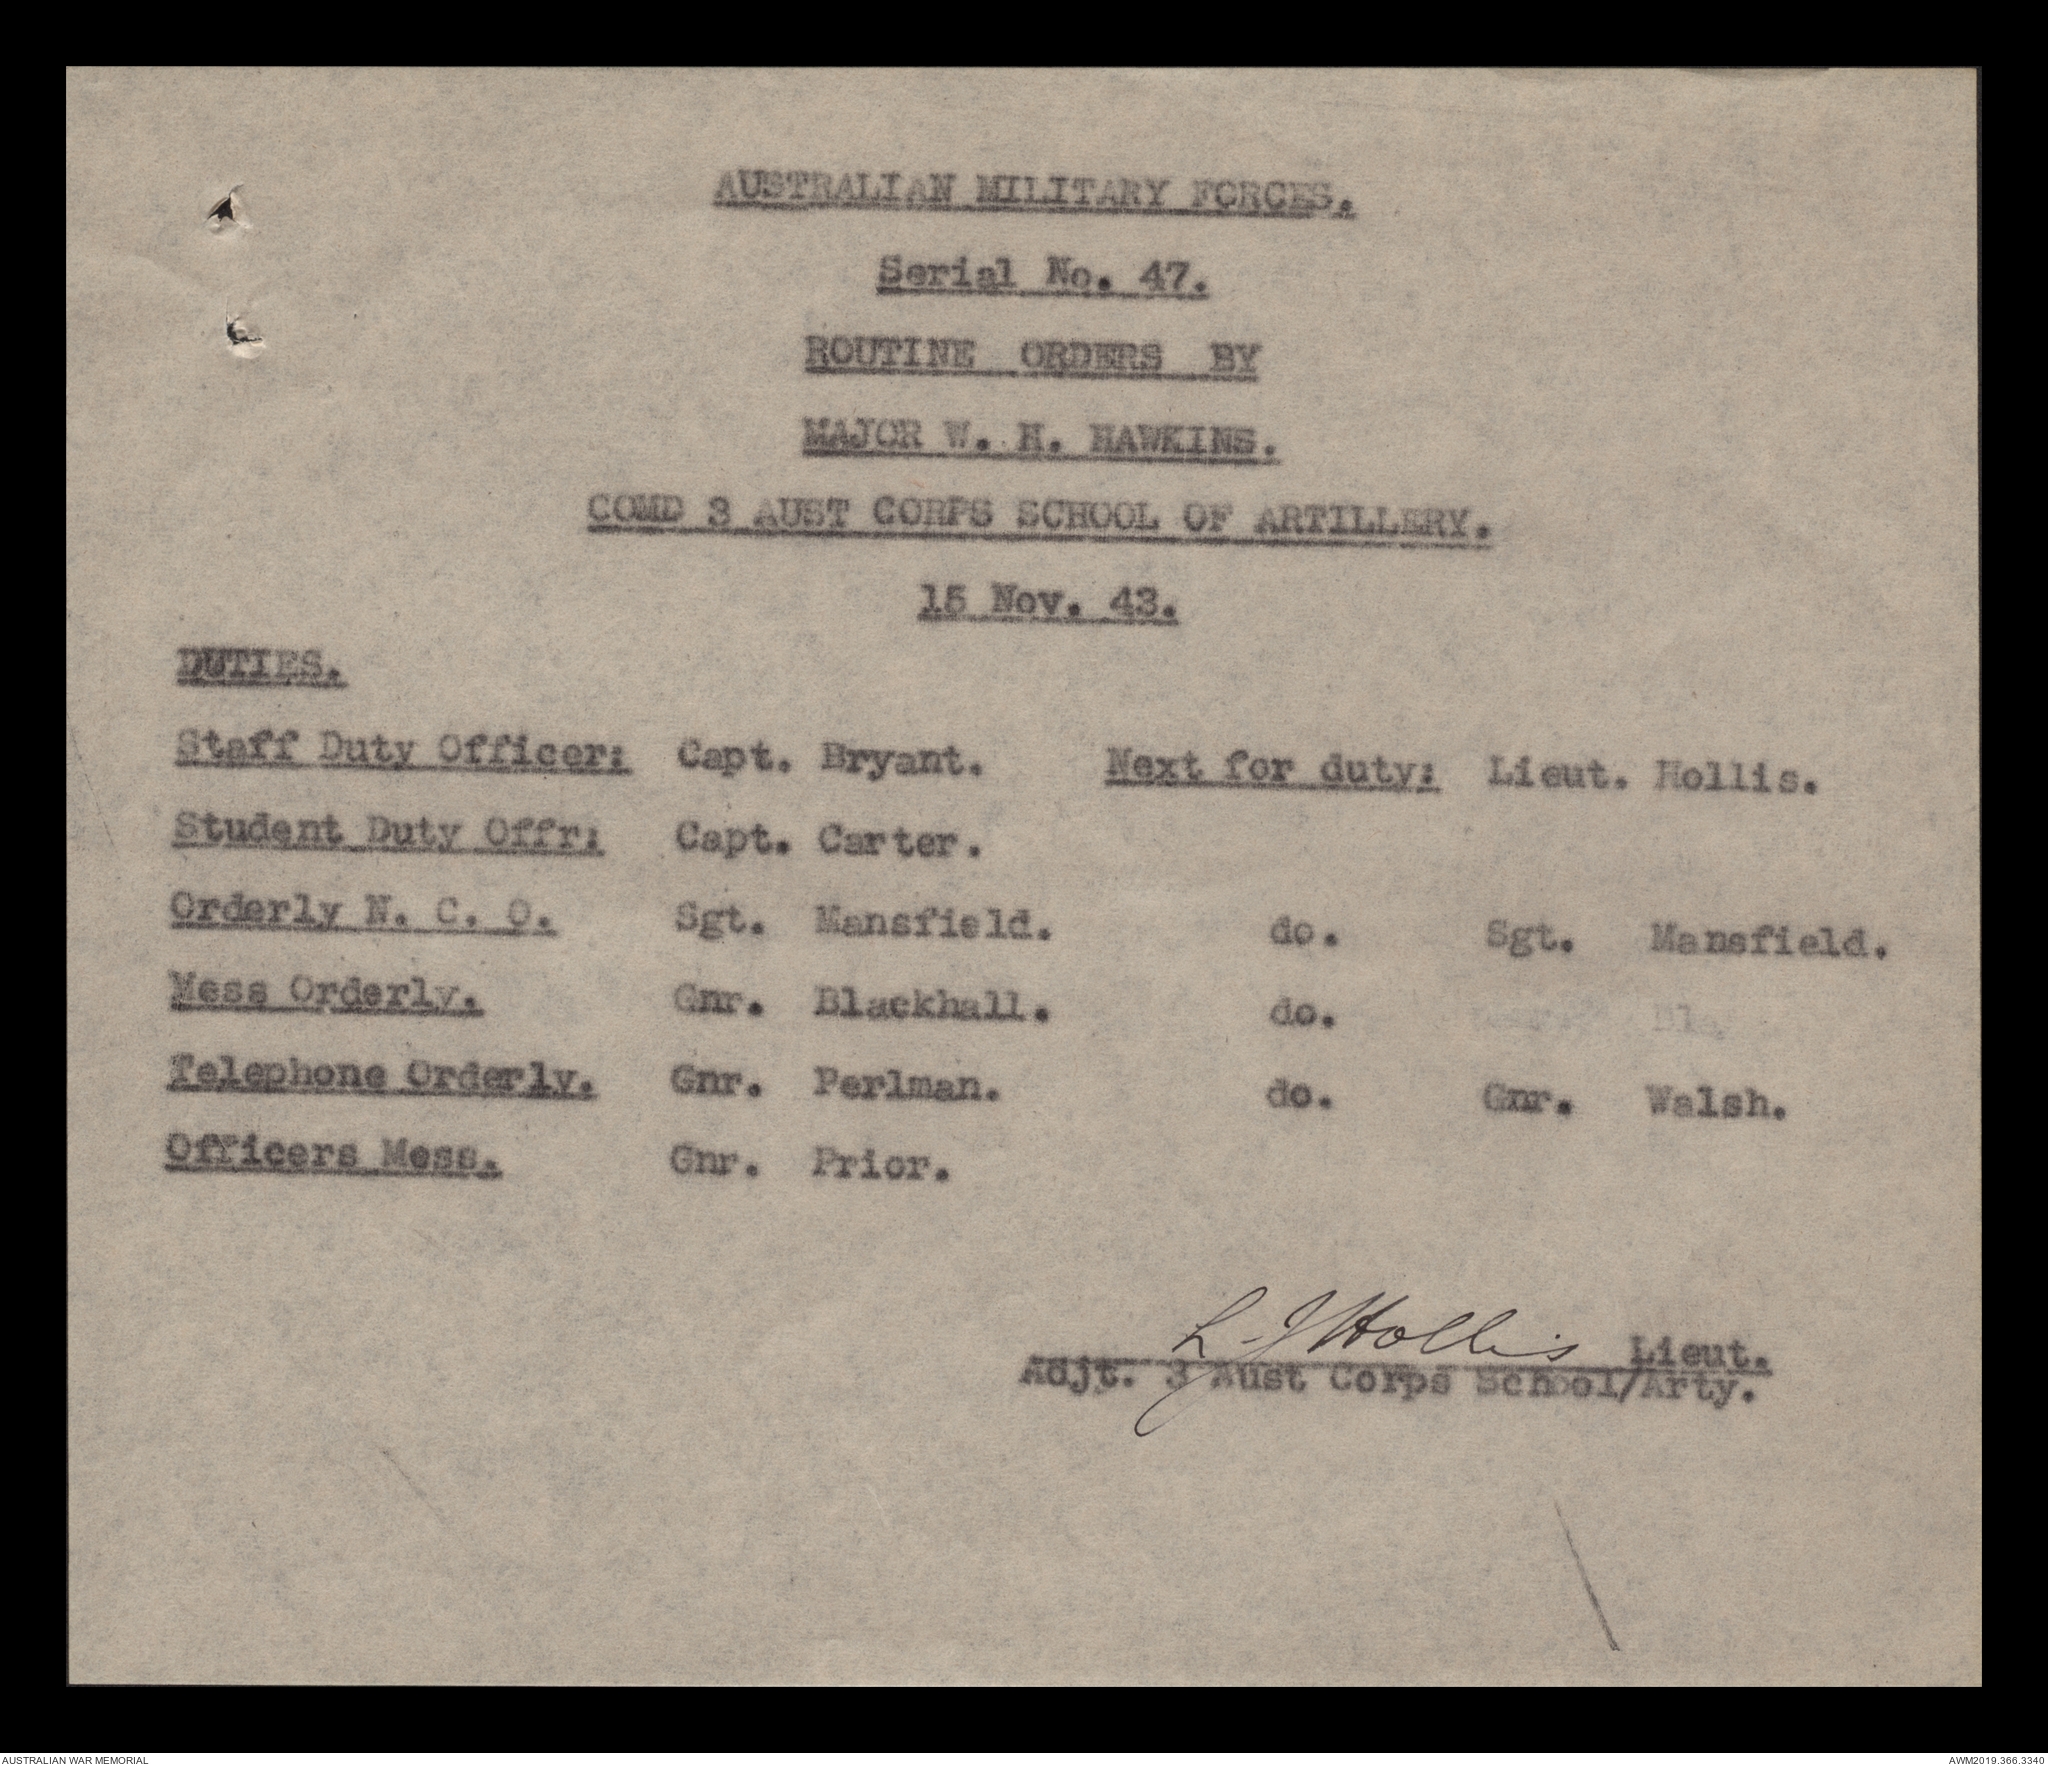 AUSTRALIAN MILITARY FORCES.
Serial No. 47.
ROUTINE ORDERS BY
MAJOR W. H. HAWKINS.
COMD 3 AUST CORPS SCHOOL OF ARTILLERY.
15 Nov. 43.
DUTIES.
Staff Duty Officer: Capt. Bryant. Next for duty: Lieut. Hollis.
Student Duty Offr: Capt. Carter.
Orderly N. C. O. Sgt. Mansfield. do. Sgt. Mansfield.
Mess Orderly. Gnr. Blackhall. do.
Telephone Orderly. Gnr. Perlman. do. Gnr. Walsh.
Officers Mess. Gnr. Prior.
L. J Hollis Lieut.
Adjt. 3 Aust Corps School/Arty.
AUSTRALIAN WAR MEMORIAL AWM2019.366.3340